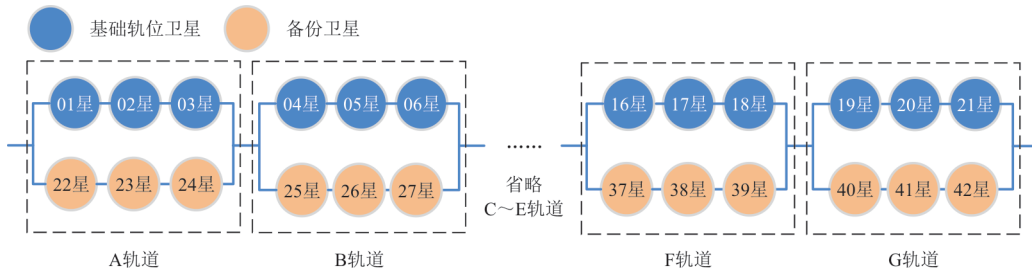 基础轨位卫星 备份卫星
01星 02星 03星 04星 05星 06星 16星 17星 18星 19星 20星 21星
……
22星 23星 24星 25星 26星 27星 37星 38星 39星 40星 41星 42星
省略
C～E轨道
A轨道 B轨道 F轨道 G轨道